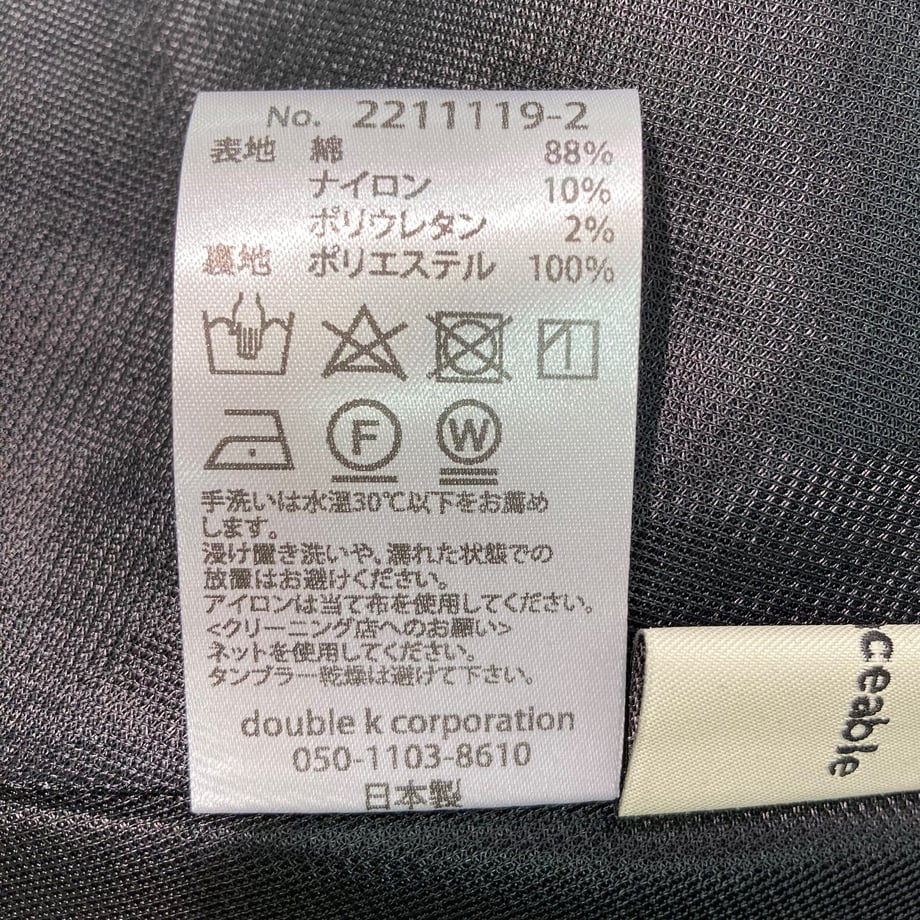 No. 2211119-2
表地 綿 88%
ナイロン 10%
ポリウレタン 2%
裏地 ポリエステル 100%
F W
手洗いは水温30℃以下をお薦め
します。
浸け置き洗いや、濡れた状態での
放置はお避けください。
アイロンは当て布を使用してください。
<クリーニング店へのお願い>
ネットを使用してください。
タンブラー乾燥は避けて下さい。
double k corporation
050-1103-8610
日本製
ceable